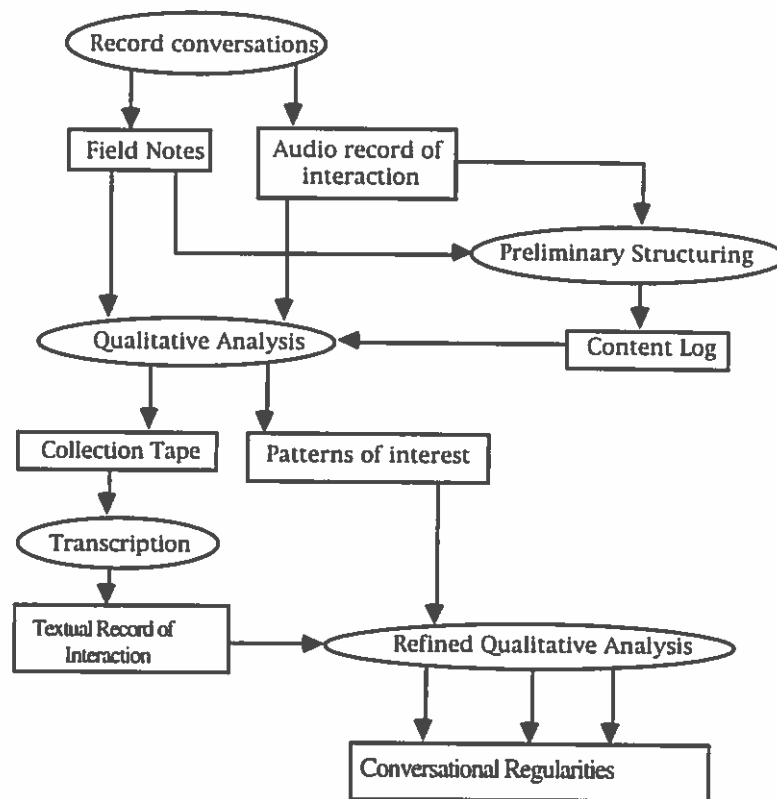 Record conversations
Field Notes
Audio record of
interaction
Preliminary Structuring
Qualitative Analysis
Content Log
Collection Tape
Patterns of interest
Transcription
Textual Record of
Interaction
Refined Qualitative Analysis
Conversational Regularities